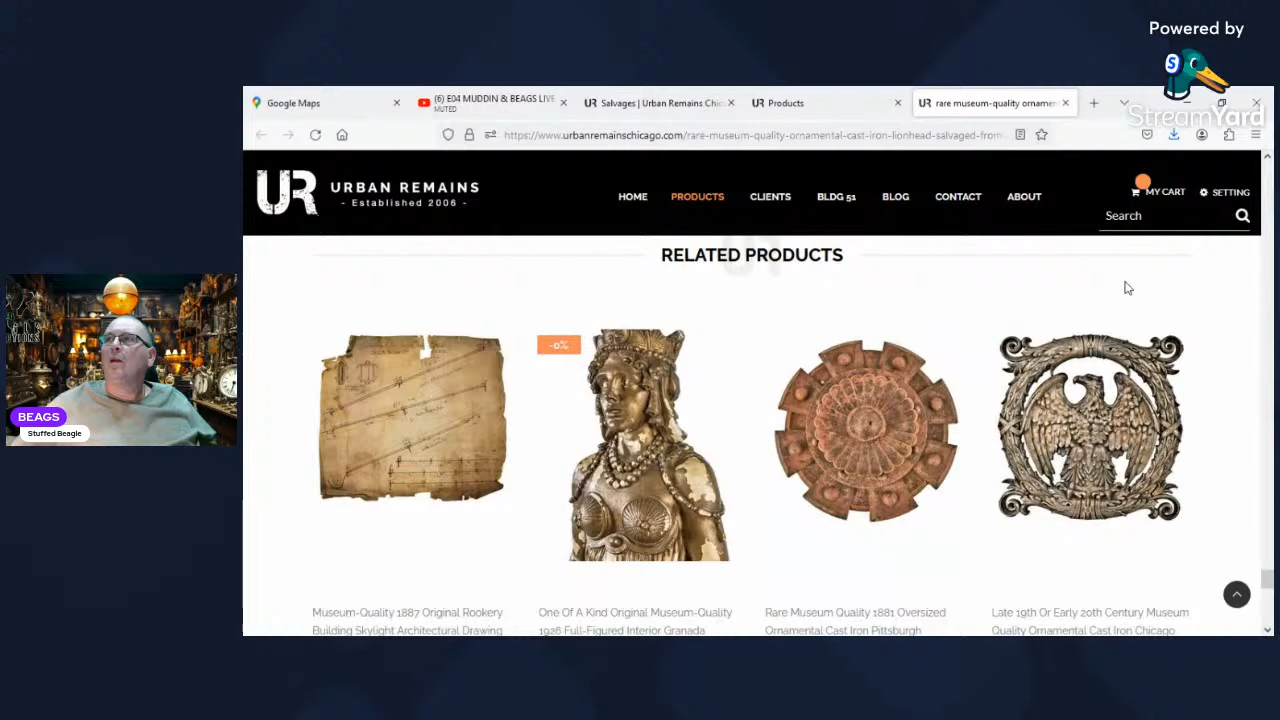 Powered by
StreamYard
Google Maps
(6) E04 MUDDIN & BEAGS LIVE
MUTED
UR Salvages | Urban Remains Chic
UR Products
UR rare museum-quality ornamen
https://www.urbanremainschicago.com/rare-museum-quality-ornamental-cast-iron-lionhead-salvaged-from
UR URBAN REMAINS
- Established 2006 -
HOME PRODUCTS CLIENTS BLDG 51 BLOG CONTACT ABOUT
MY CART SETTING
Search
RELATED PRODUCTS
-0%
BEAGS
Stuffed Beagle
Museum-Quality 1887 Original Rookery
Building Skylight Architectural Drawing
One Of A Kind Original Museum-Quality
1926 Full-Figured Interior Granada
Rare Museum Quality 1881 Oversized
Ornamental Cast Iron Pittsburgh
Late 19th Or Early 20th Century Museum
Quality Ornamental Cast Iron Chicago